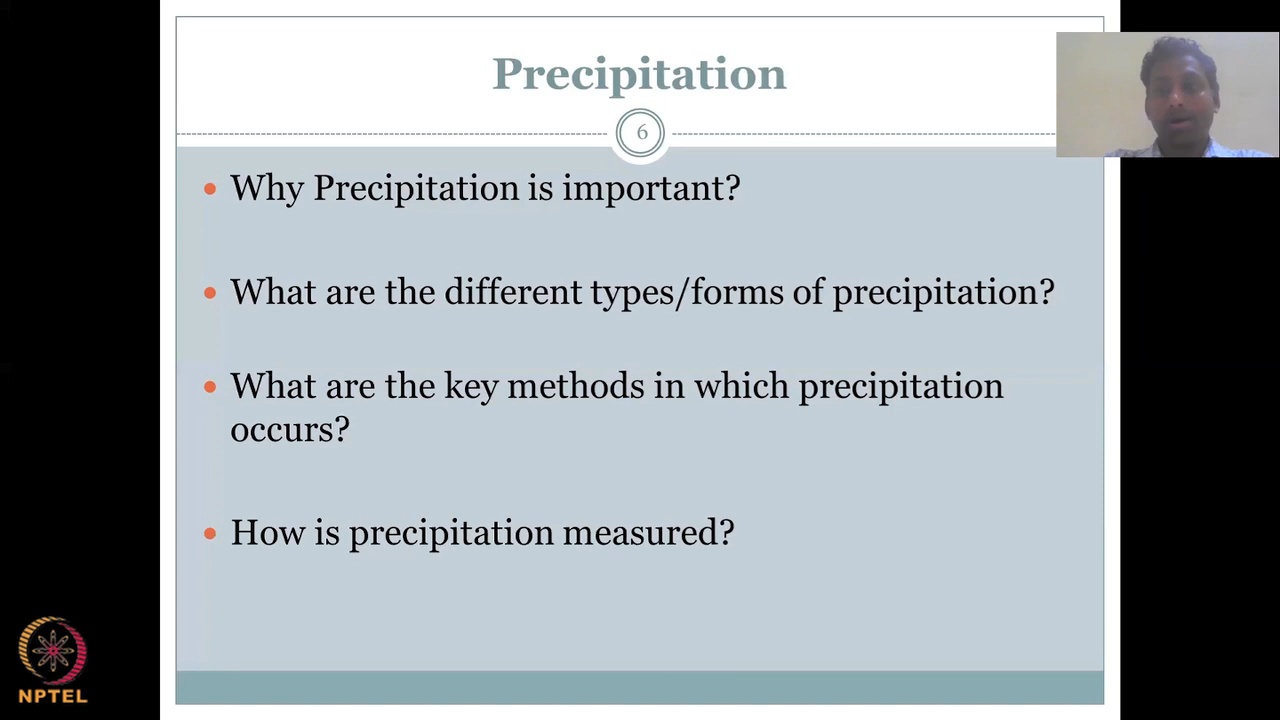 Precipitation
6
Why Precipitation is important?
What are the different types/forms of precipitation?
What are the key methods in which precipitation
occurs?
How is precipitation measured?
NPTEL